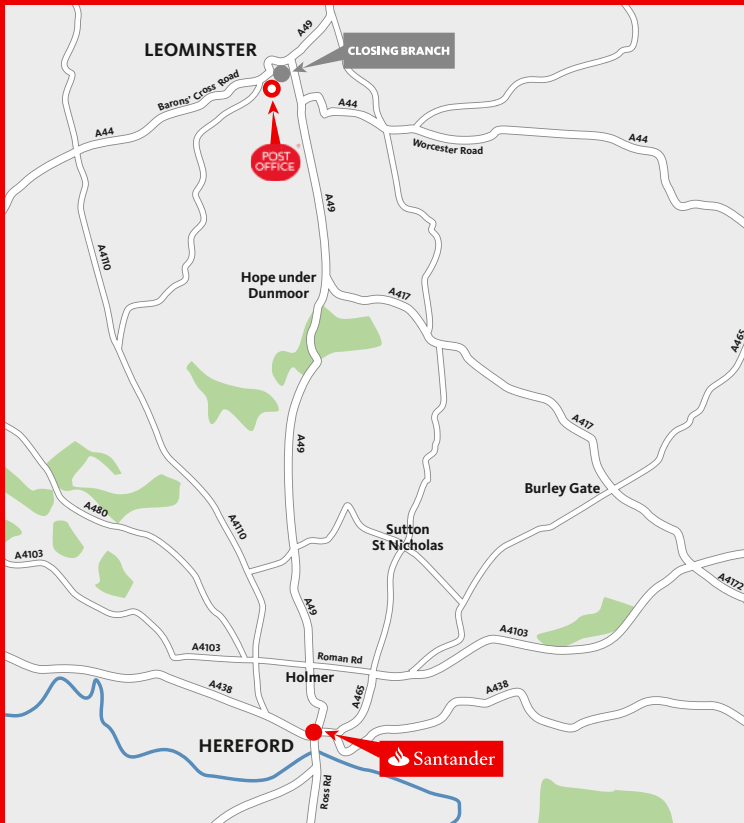 A49
LEOMINSTER
CLOSING BRANCH
Barons' Cross Road
A44
A44
A44
Worcester Road
POST
OFFICE
A49
A4110
Hope under
Dunmoor
A417
A465
A417
A49
Burley Gate
A480
A4110
Sutton
St Nicholas
A4103
A4172
A49
A4103
A4103
Roman Rd
Holmer
A438
A465
A438
HEREFORD
Santander
Ross Rd